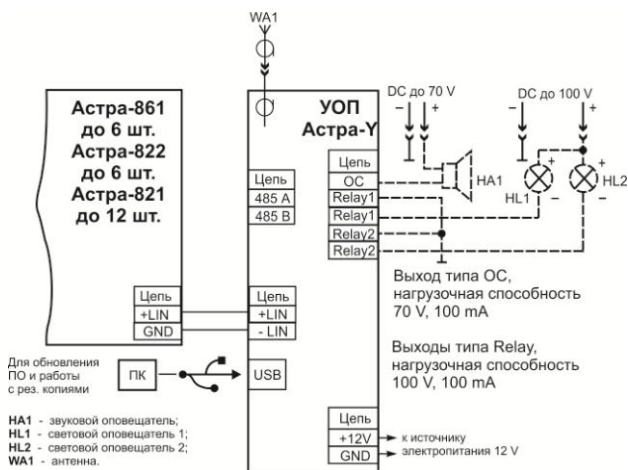 WA1
Астра-861
до 6 шт.
Астра-822
до 6 шт.
Астра-821
до 12 шт.
УОП
Астра-Y
DC до 70 V
– +
DC до 100 V
– +
Цепь
OC
Relay1
Relay1
Relay2
Relay2
HA1
+
HL1
–
+
HL2
–
Цепь
485 A
485 B
Выход типа ОС,
нагрузочная способность
70 V, 100 mA
Выходы типа Relay,
нагрузочная способность
100 V, 100 mA
Цепь
+LIN
GND
Цепь
+LIN
- LIN
Для обновления
ПО и работы
с рез. копиями
ПК
USB
HA1 - звуковой оповещатель;
HL1 - световой оповещатель 1;
HL2 - световой оповещатель 2;
WA1 - антенна.
Цепь
+12V
GND
к источнику
электропитания 12 V